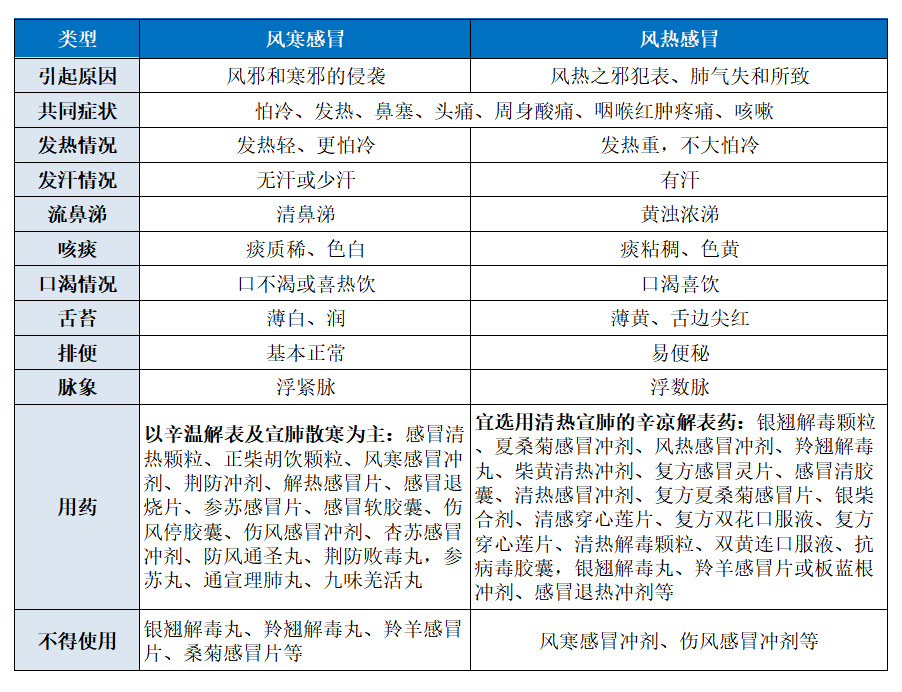 类型 风寒感冒 风热感冒
引起原因 风邪和寒邪的侵袭 风热之邪犯表、肺气失和所致
共同症状 怕冷、发热、鼻塞、头痛、周身酸痛、咽喉红肿疼痛、咳嗽
发热情况 发热轻、更怕冷 发热重，不大怕冷
发汗情况 无汗或少汗 有汗
流鼻涕 清鼻涕 黄浊浓涕
咳痰 痰质稀、色白 痰粘稠、色黄
口渴情况 口不渴或喜热饮 口渴喜饮
舌苔 薄白、润 薄黄、舌边尖红
排便 基本正常 易便秘
脉象 浮紧脉 浮数脉
用药
以辛温解表及宣肺散寒为主：感冒清
热颗粒、正柴胡饮颗粒、风寒感冒冲
剂、荆防冲剂、解热感冒片、感冒退
烧片、参苏感冒片、感冒软胶囊、伤
风停胶囊、伤风感冒冲剂、杏苏感冒
冲剂、防风通圣丸、荆防败毒丸，参
苏丸、通宣理肺丸、九味羌活丸
宜选用清热宣肺的辛凉解表药：银翘解毒颗粒
、夏桑菊感冒冲剂、风热感冒冲剂、羚翘解毒
丸、柴黄清热冲剂、复方感冒灵片、感冒清胶
囊、清热感冒冲剂、复方夏桑菊感冒片、银柴
合剂、清感穿心莲片、复方双花口服液、复方
穿心莲片、清热解毒颗粒、双黄连口服液、抗
病毒胶囊，银翘解毒丸、羚羊感冒片或板蓝根
冲剂、感冒退热冲剂等
不得使用
银翘解毒丸、羚翘解毒丸、羚羊感冒
片、桑菊感冒片等
风寒感冒冲剂、伤风感冒冲剂等